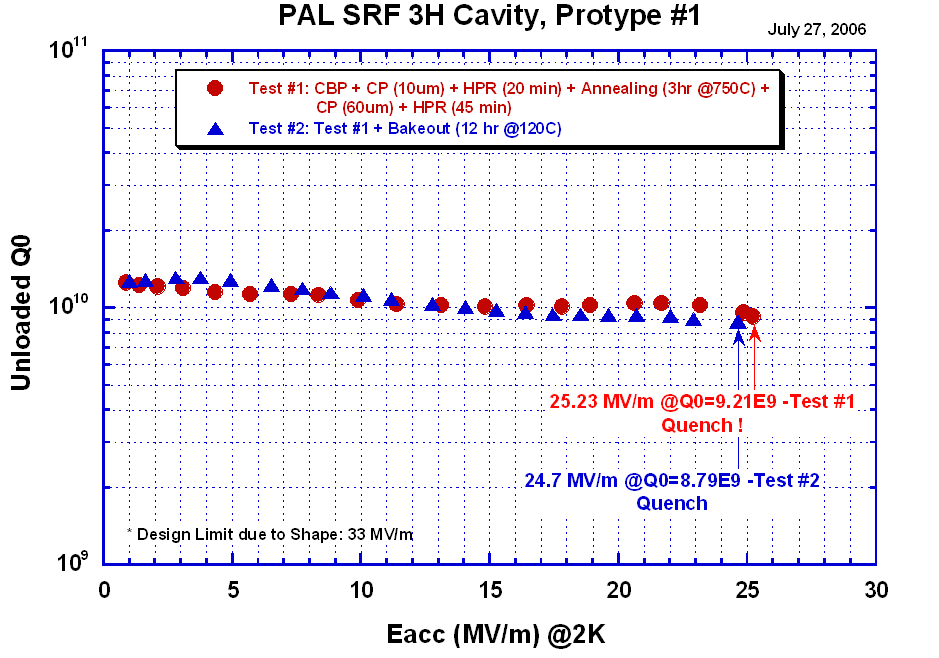 PAL SRF 3H Cavity, Protype #1
July 27, 2006
10^11
Test #1: CBP + CP (10um) + HPR (20 min) + Annealing (3hr @750C) +
CP (60um) + HPR (45 min)
Test #2: Test #1 + Bakeout (12 hr @120C)
Unloaded Q0
10^10
25.23 MV/m @Q0=9.21E9 -Test #1
Quench !
24.7 MV/m @Q0=8.79E9 -Test #2
Quench
* Design Limit due to Shape: 33 MV/m
10^9
0 5 10 15 20 25 30
Eacc (MV/m) @2K